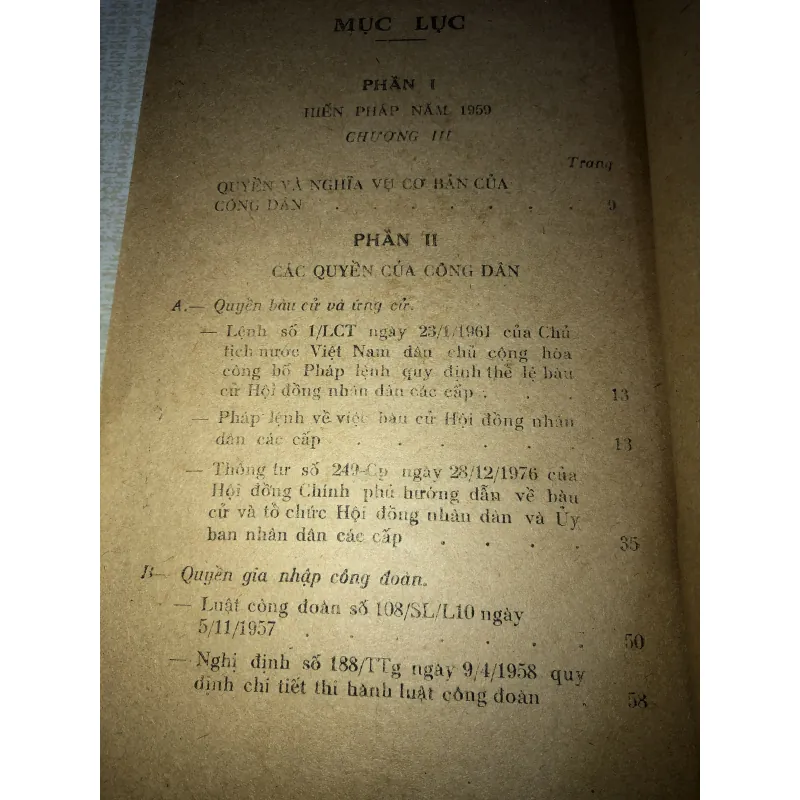 MỤC LỤC
PHẦN I
HIẾN PHÁP NĂM 1959
CHƯƠNG III
Trang
QUYỀN VÀ NGHĨA VỤ CƠ BẢN CỦA
CÔNG DÂN . . . . . . . 9
PHẦN II
CÁC QUYỀN CỦA CÔNG DÂN
A.— Quyền bầu cử và ứng cử.
— Lệnh số 1/LCT ngày 23/1/1961 của Chủ
tịch nước Việt Nam dân chủ cộng hòa
công bố Pháp lệnh quy định thể lệ bầu
cử Hội đồng nhân dân các cấp . . . 13
— Pháp lệnh về việc bầu cử Hội đồng nhân
dân các cấp . . . . . . 13
— Thông tư số 249-Cp ngày 28/12/1976 của
Hội đồng Chính phủ hướng dẫn về bầu
cử và tổ chức Hội đồng nhân dân và Ủy
ban nhân dân các cấp . . . . 35
B— Quyền gia nhập công đoàn.
— Luật công đoàn số 108/SL/L10 ngày
5/11/1957 . . . . . . . 50
— Nghị định số 188/TTg ngày 9/4/1958 quy
định chi tiết thi hành luật công đoàn . 58